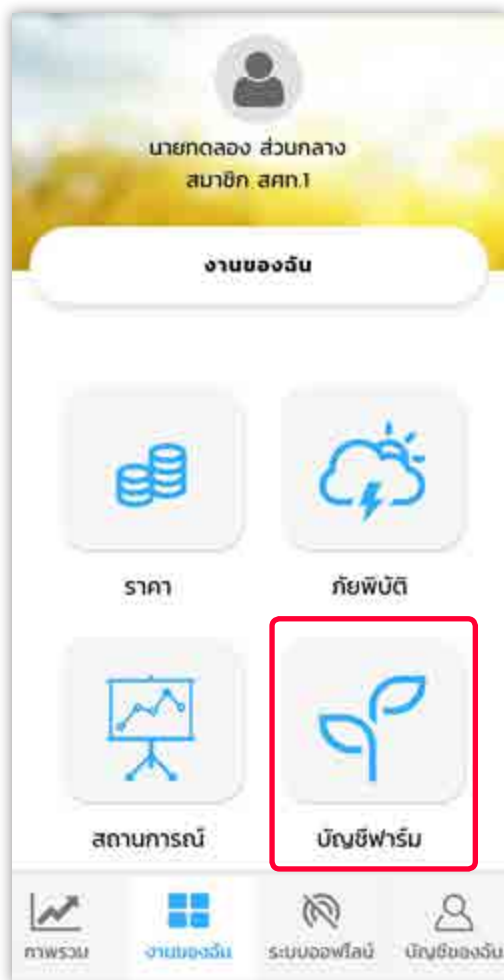 นายทดลอง ส่วนกลาง
สมาชิก สศท.1
งานของฉัน
ราคา
ภัยพิบัติ
สถานการณ์
บัญชีฟาร์ม
ภาพรวม
งานของฉัน
ระบบออฟไลน์
บัญชีของฉัน